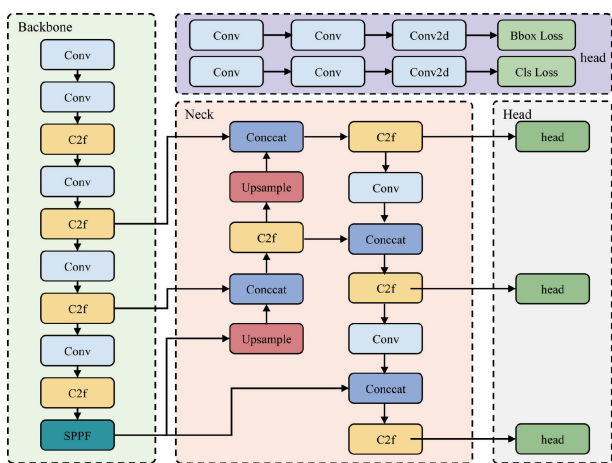 Backbone
Conv
Conv
C2f
Conv
C2f
Conv
C2f
Conv
C2f
SPPF
Conv Conv Conv2d Bbox Loss
Conv Conv Conv2d Cls Loss
head
Neck
Conccat C2f
Upsample Conv
C2f Conccat
Conccat C2f
Upsample Conv
Conccat
C2f
Head
head
head
head